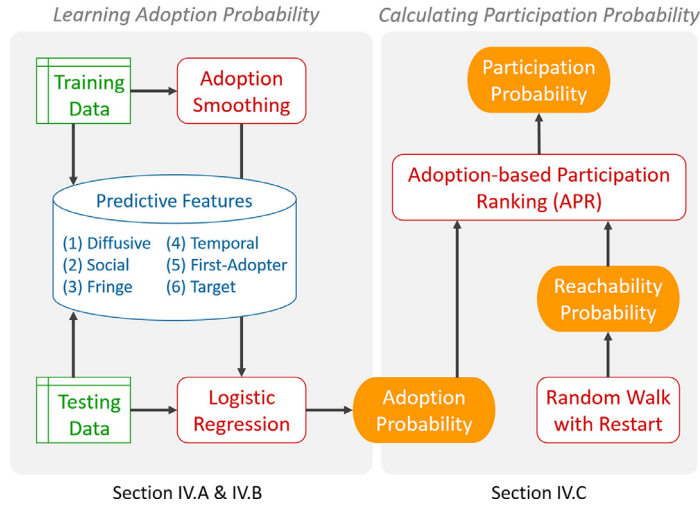 Learning Adoption Probability
Calculating Participation Probability
Training
Data
Adoption
Smoothing
Predictive Features
(1) Diffusive
(2) Social
(3) Fringe
(4) Temporal
(5) First-Adopter
(6) Target
Testing
Data
Logistic
Regression
Adoption
Probability
Participation
Probability
Adoption-based Participation
Ranking (APR)
Reachability
Probability
Random Walk
with Restart
Section IV.A & IV.B
Section IV.C